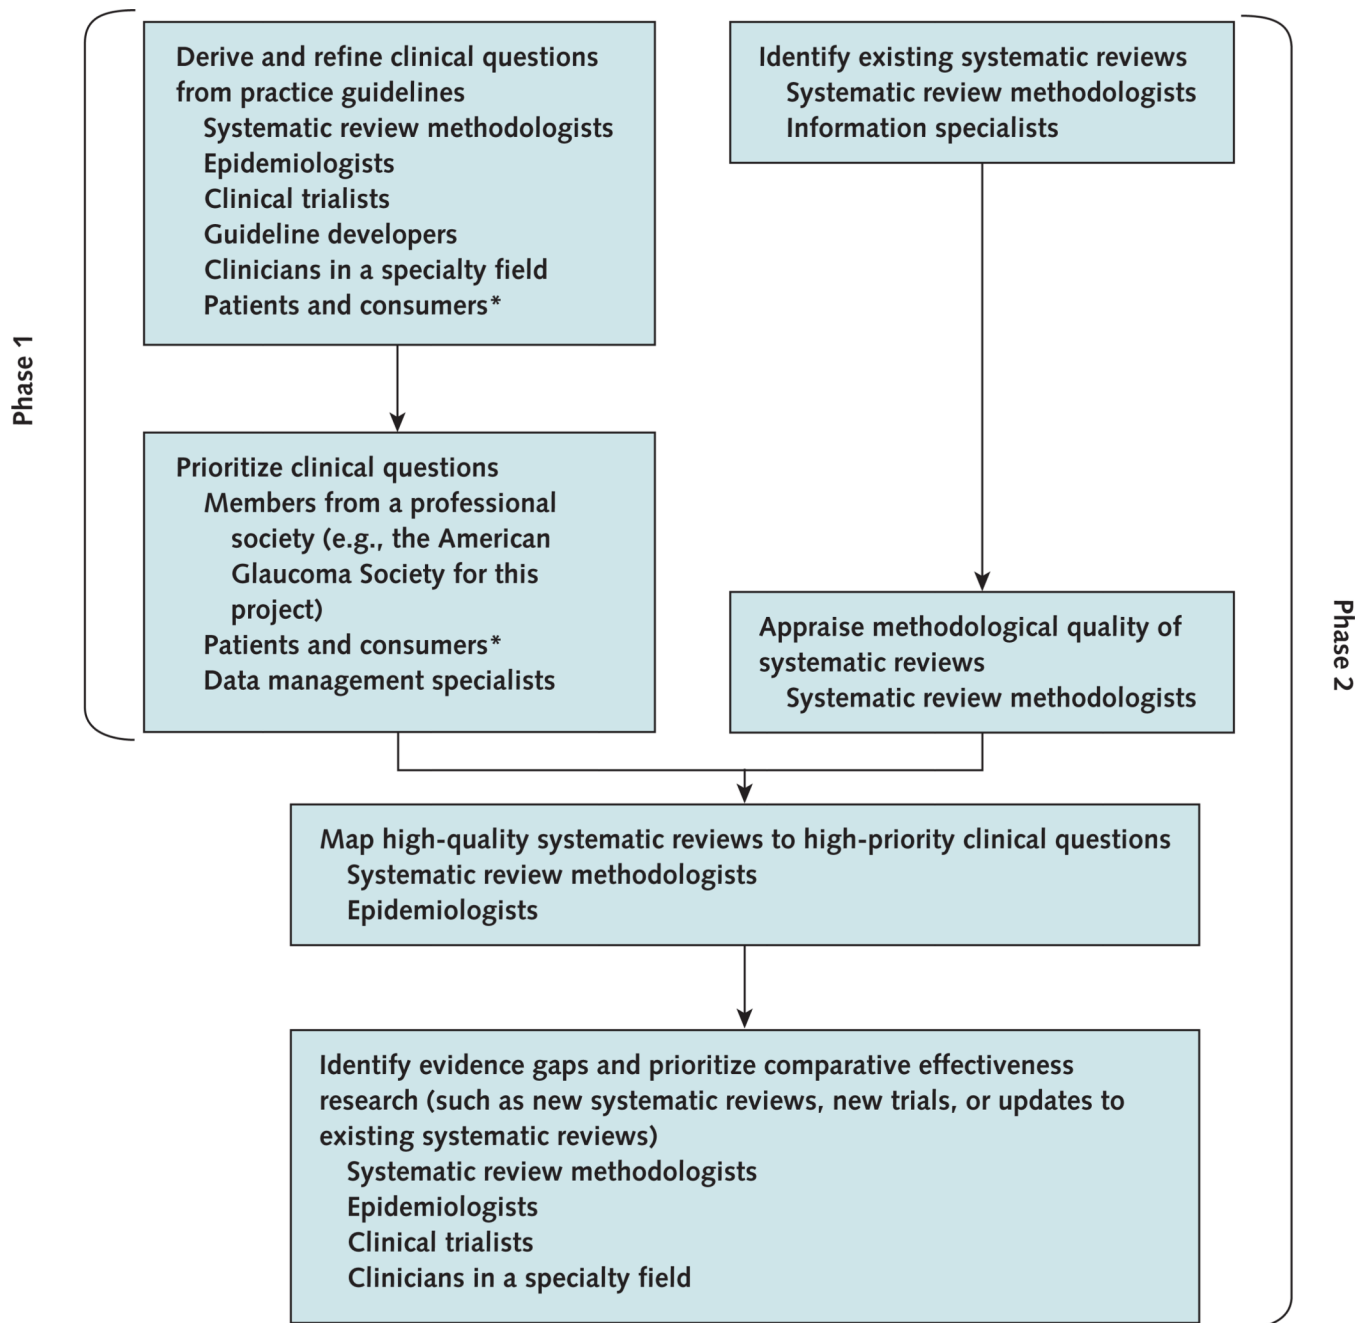 Phase 1
Derive and refine clinical questions
from practice guidelines
Systematic review methodologists
Epidemiologists
Clinical trialists
Guideline developers
Clinicians in a specialty field
Patients and consumers*
Prioritize clinical questions
Members from a professional
society (e.g., the American
Glaucoma Society for this
project)
Patients and consumers*
Data management specialists
Identify existing systematic reviews
Systematic review methodologists
Information specialists
Appraise methodological quality of
systematic reviews
Systematic review methodologists
Phase 2
Map high-quality systematic reviews to high-priority clinical questions
Systematic review methodologists
Epidemiologists
Identify evidence gaps and prioritize comparative effectiveness
research (such as new systematic reviews, new trials, or updates to
existing systematic reviews)
Systematic review methodologists
Epidemiologists
Clinical trialists
Clinicians in a specialty field